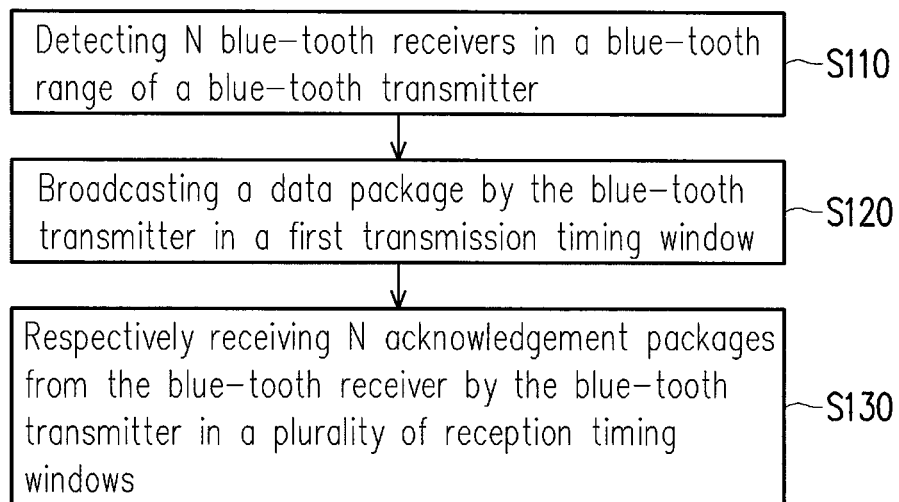 Detecting N blue-tooth receivers in a blue-tooth
range of a blue-tooth transmitter
S110
Broadcasting a data package by the blue-tooth
transmitter in a first transmission timing window
S120
Respectively receiving N acknowledgement packages
from the blue-tooth receiver by the blue-tooth
transmitter in a plurality of reception timing
windows
S130